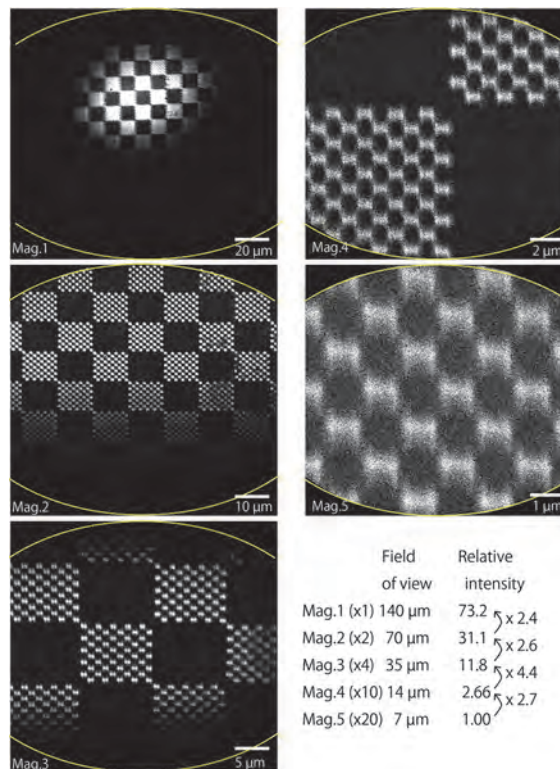 Mag.1
20 μm
Mag.4
2 μm
Mag.2
10 μm
Mag.5
1 μm
Mag.3
5 μm
Field of view
Relative intensity
Mag.1 (x1) 140 μm 73.2
x 2.4
Mag.2 (x2) 70 μm 31.1
x 2.6
Mag.3 (x4) 35 μm 11.8
x 4.4
Mag.4 (x10) 14 μm 2.66
x 2.7
Mag.5 (x20) 7 μm 1.00